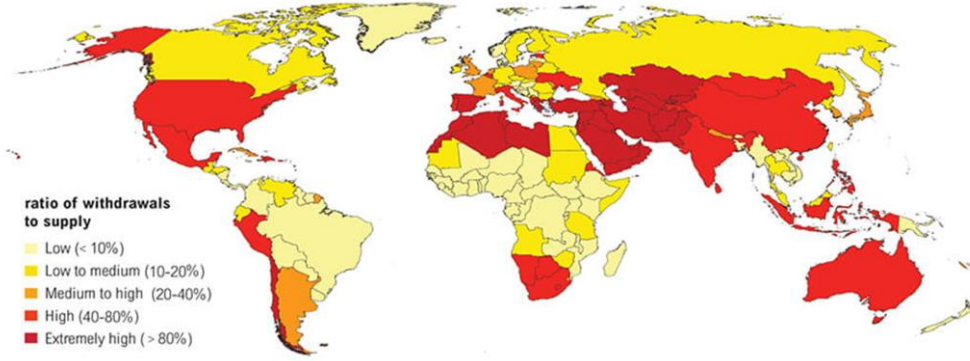 ratio of withdrawals
to supply
Low (< 10%)
Low to medium (10-20%)
Medium to high (20-40%)
High (40-80%)
Extremely high ( > 80%)